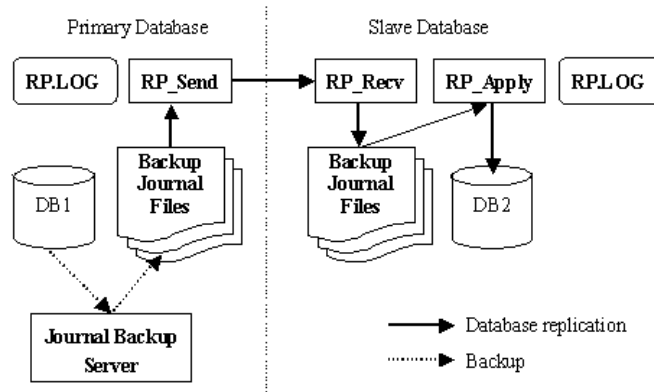 Primary Database
Slave Database
RP.LOG
RP_Send
RP_Recv
RP_Apply
RP.LOG
Backup
Journal
Files
Backup
Journal
Files
DB1
DB2
Journal Backup
Server
Database replication
Backup